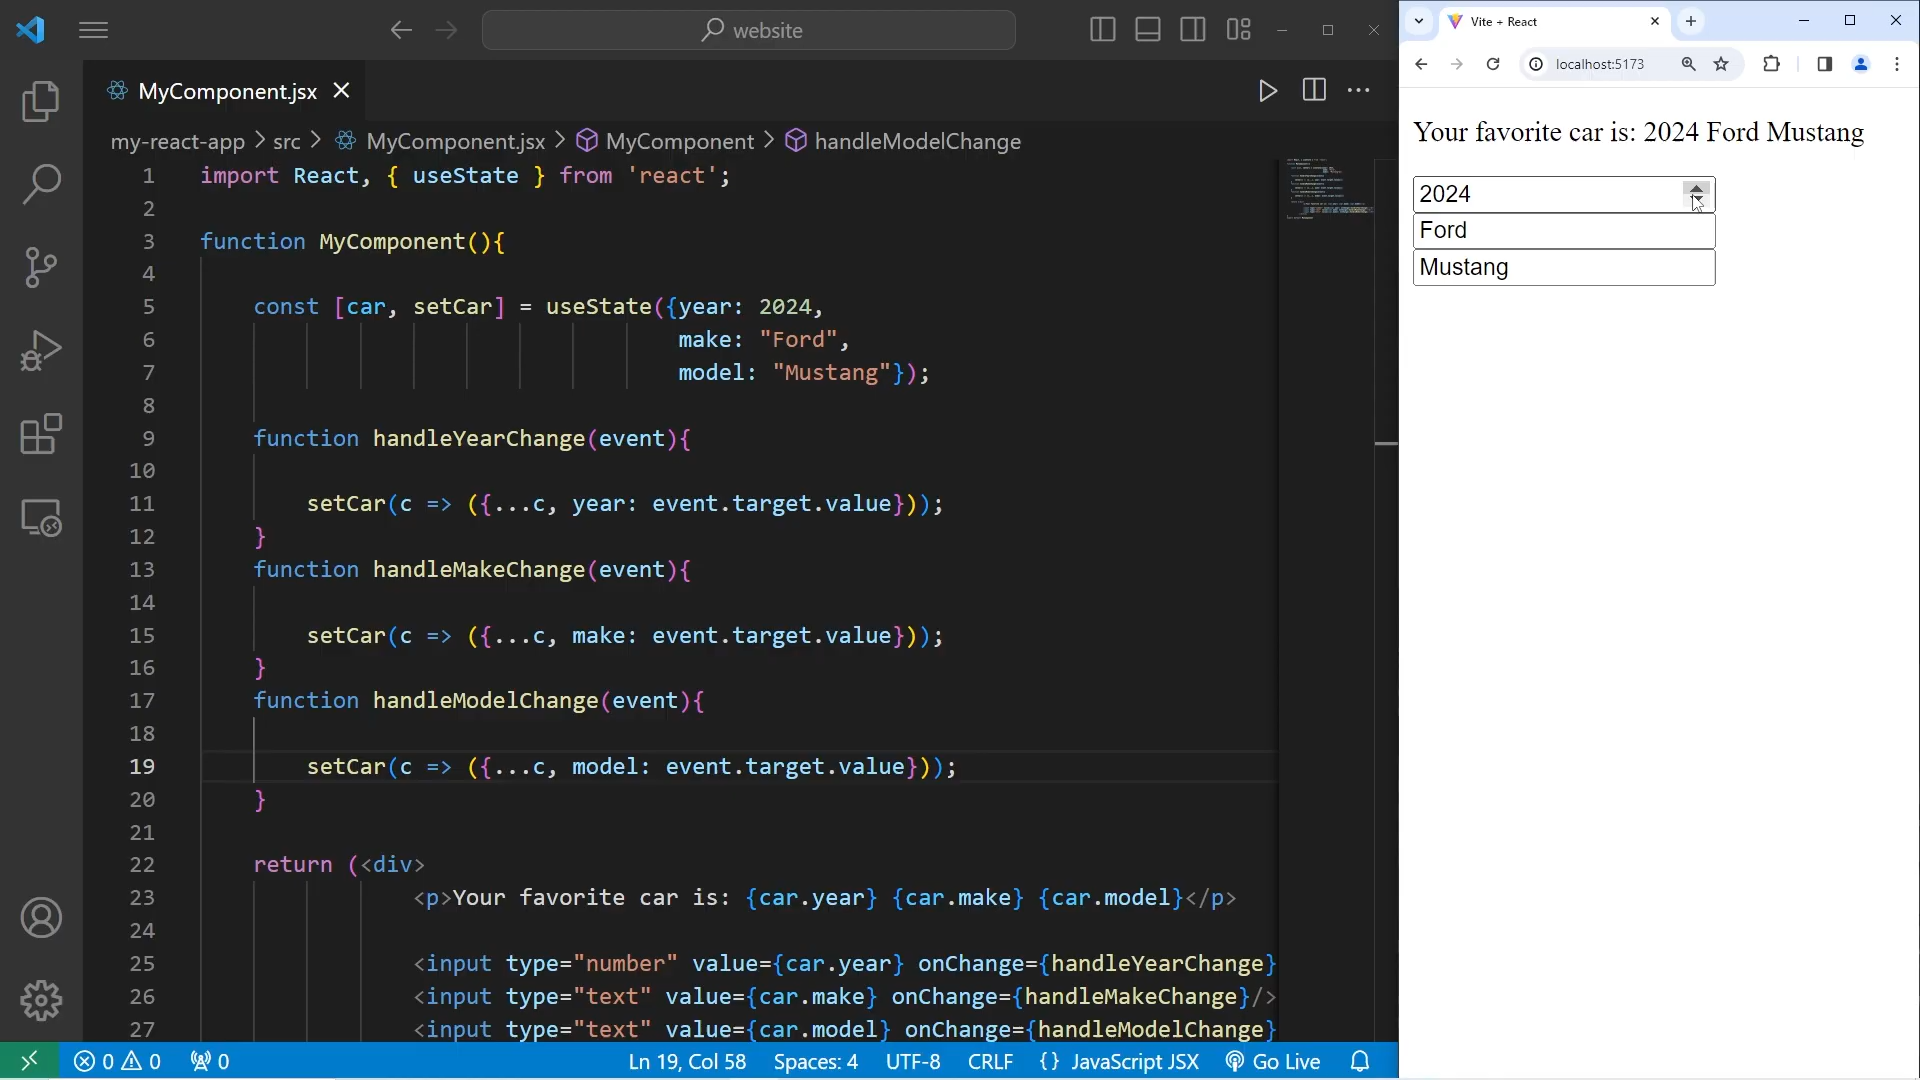 website
MyComponent.jsx
my-react-app > src > MyComponent.jsx > MyComponent > handleModelChange
1 import React, { useState } from 'react';
2
3 function MyComponent(){
4
5 const [car, setCar] = useState({year: 2024,
6 make: "Ford",
7 model: "Mustang"});
8
9 function handleYearChange(event){
10
11 setCar(c => ({...c, year: event.target.value}));
12 }
13 function handleMakeChange(event){
14
15 setCar(c => ({...c, make: event.target.value}));
16 }
17 function handleModelChange(event){
18
19 setCar(c => ({...c, model: event.target.value}));
20 }
21
22 return (<div>
23 <p>Your favorite car is: {car.year} {car.make} {car.model}</p>
24
25 <input type="number" value={car.year} onChange={handleYearChange}
26 <input type="text" value={car.make} onChange={handleMakeChange}/>
27 <input type="text" value={car.model} onChange={handleModelChange}
0 0 0 Ln 19, Col 58 Spaces: 4 UTF-8 CRLF {} JavaScript JSX Go Live
Vite + React
localhost:5173
Your favorite car is: 2024 Ford Mustang
2024
Ford
Mustang